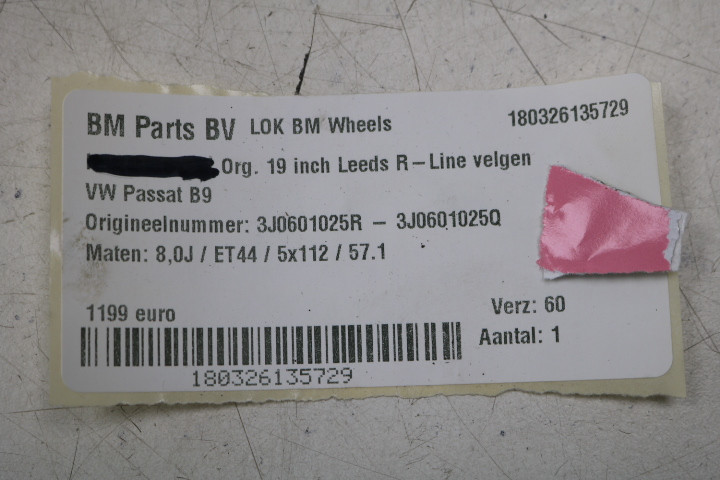 BM Parts BV LOK BM Wheels 180326135729
Org. 19 inch Leeds R-Line velgen
VW Passat B9
Origineelnummer: 3J0601025R - 3J0601025Q
Maten: 8,0J / ET44 / 5x112 / 57.1
1199 euro Verz: 60
Aantal: 1
180326135729